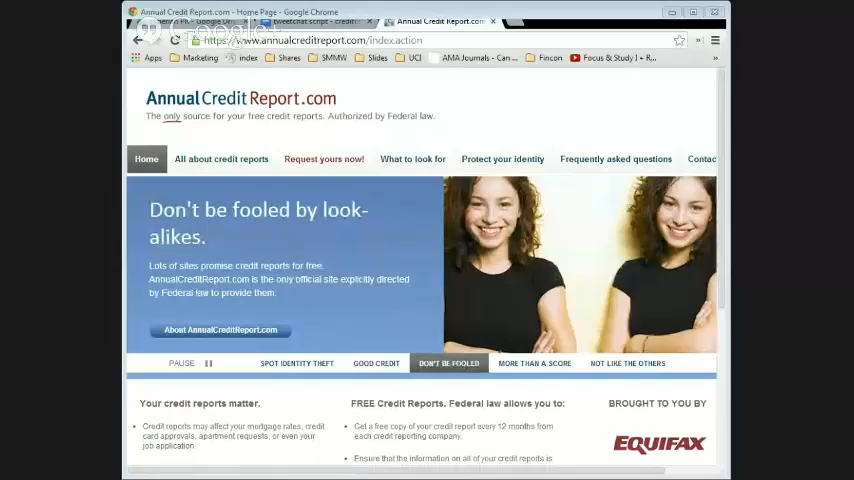 Annual Credit Report.com - Home Page - Google Chrome
tweetchat script - credit
Annual Credit Report.com
Google+
https://www.annualcreditreport.com/index.action
Apps Marketing index Shares SMMW Slides UCI AMA Journals - Can ... Fincon Focus & Study I + R... »
AnnualCreditReport.com
The only source for your free credit reports. Authorized by Federal law.
Home All about credit reports Request yours now! What to look for Protect your identity Frequently asked questions Contac
Don't be fooled by look-
alikes.
Lots of sites promise credit reports for free.
AnnualCreditReport.com is the only official site explicitly directed
by Federal law to provide them.
About AnnualCreditReport.com
PAUSE SPOT IDENTITY THEFT GOOD CREDIT DON'T BE FOOLED MORE THAN A SCORE NOT LIKE THE OTHERS
Your credit reports matter.
Credit reports may affect your mortgage rates, credit
card approvals, apartment requests, or even your
job application.
FREE Credit Reports. Federal law allows you to:
Get a free copy of your credit report every 12 months from
each credit reporting company.
Ensure that the information on all of your credit reports is
BROUGHT TO YOU BY
EQUIFAX